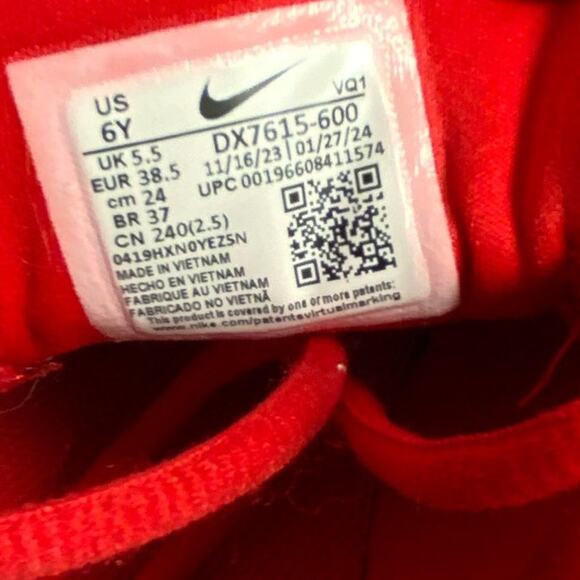 VQ1
US
6Y
DX7615-600
UK 5.5
11/16/23 | 01/27/24
EUR 38.5
UPC 00196608411574
cm 24
BR 37
CN 240(2.5)
0419HXN0YEZSN
MADE IN VIETNAM
HECHO EN VIETNAM
FABRIQUE AU VIETNAM
FABRICADO NO VIETNÃ
This product is covered by one or more patents:
www.nike.com/patentsvirtualmarking